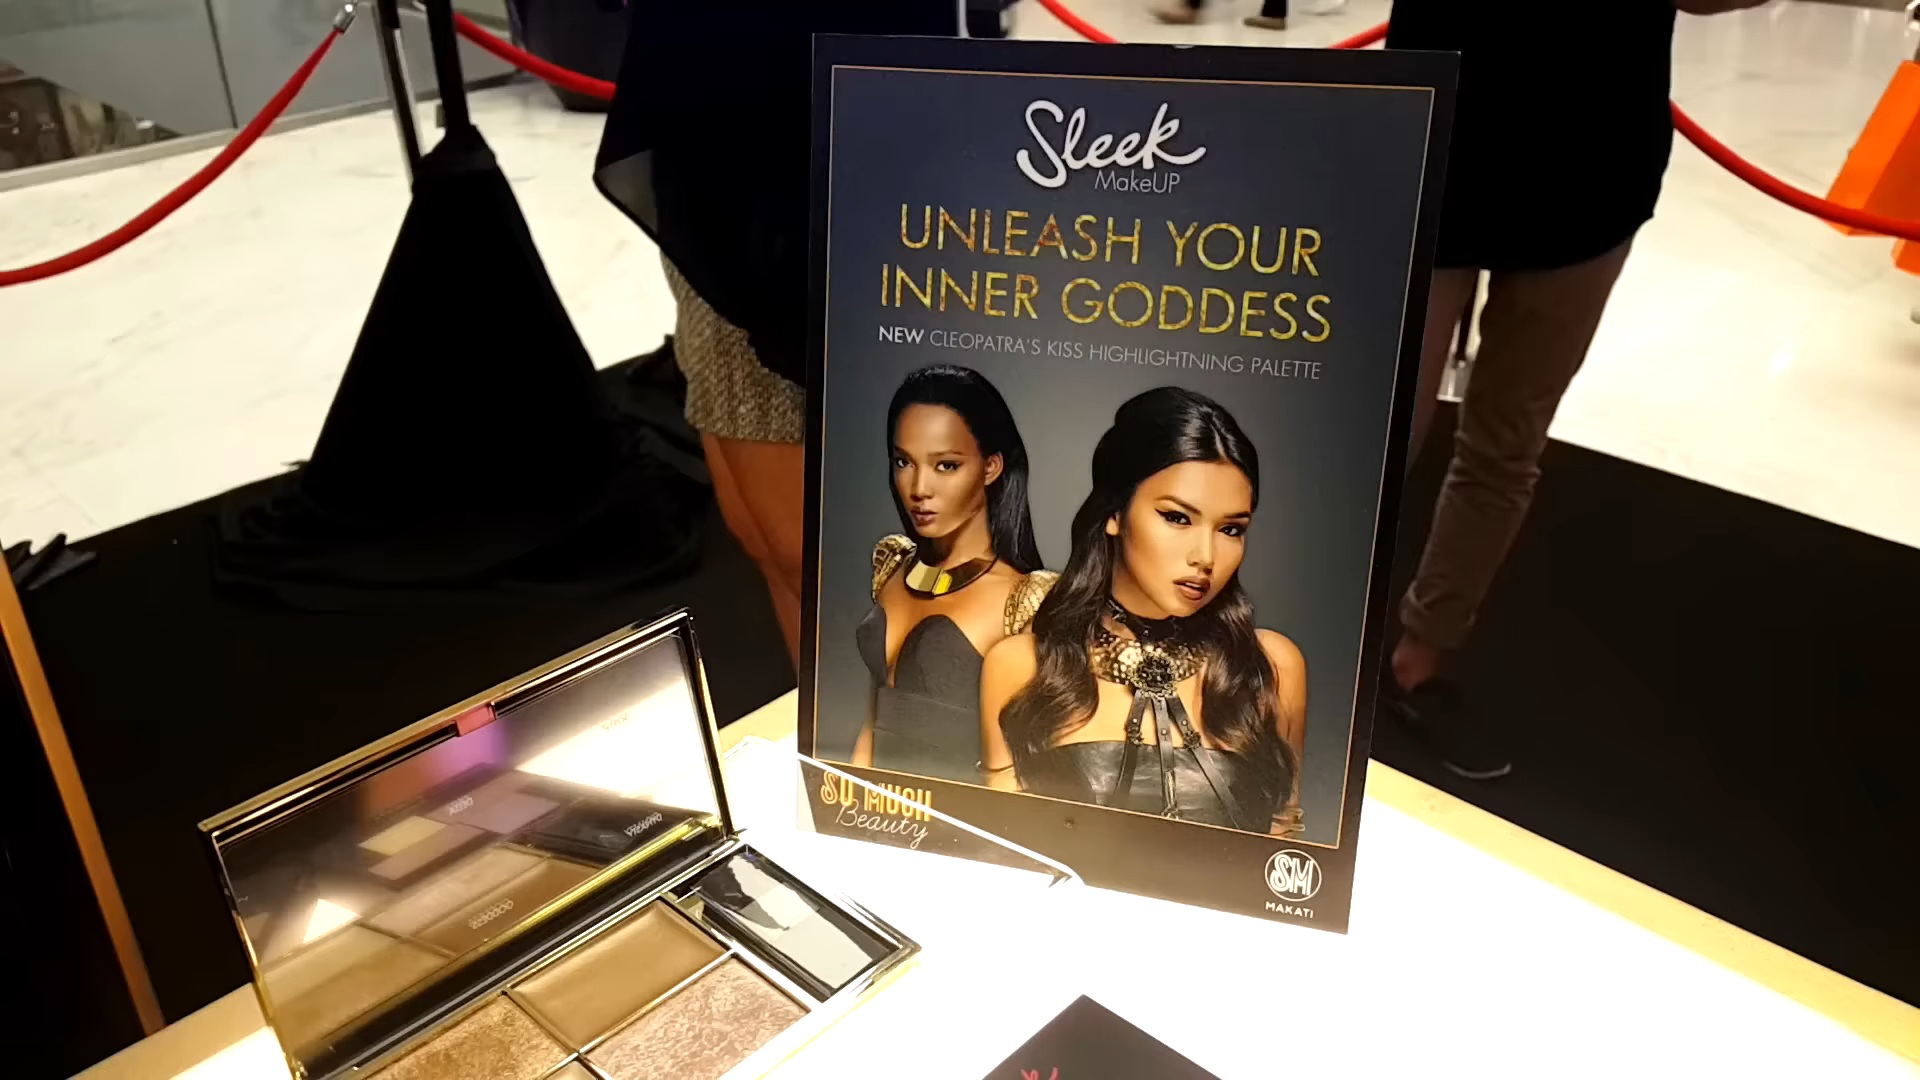 Sleek
MakeUP
UNLEASH YOUR
INNER GODDESS
NEW CLEOPATRA'S KISS HIGHLIGHTNING PALETTE
SO MUCH
Beauty
SM
MAKATI